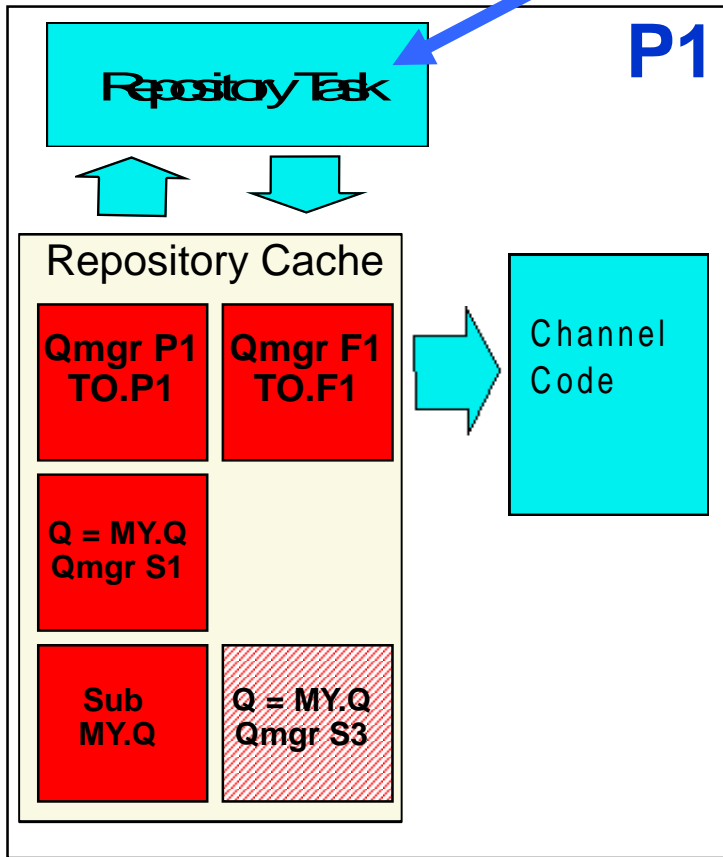 P1
Repository Task
Repository Cache
Qmgr P1
TO.P1
Qmgr F1
TO.F1
Channel
Code
Q = MY.Q
Qmgr S1
Sub
MY.Q
Q = MY.Q
Qmgr S3